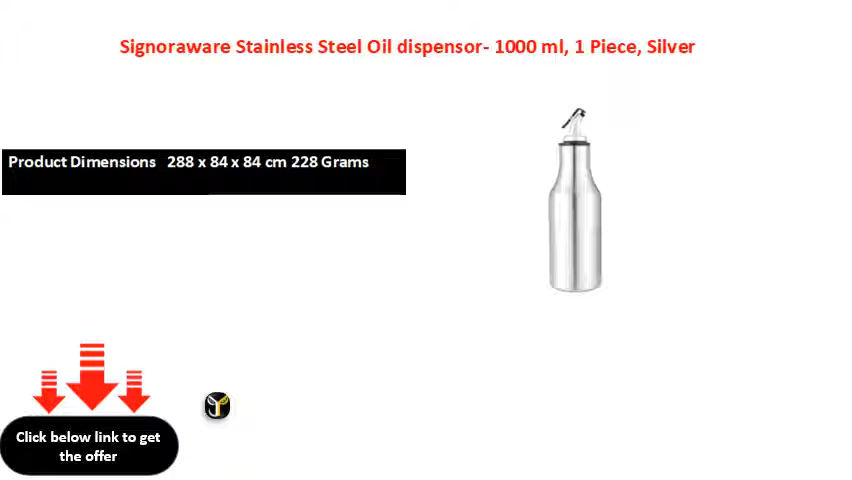 Signoraware Stainless Steel Oil dispensor- 1000 ml, 1 Piece, Silver
Product Dimensions 288 x 84 x 84 cm 228 Grams
Click below link to get
the offer